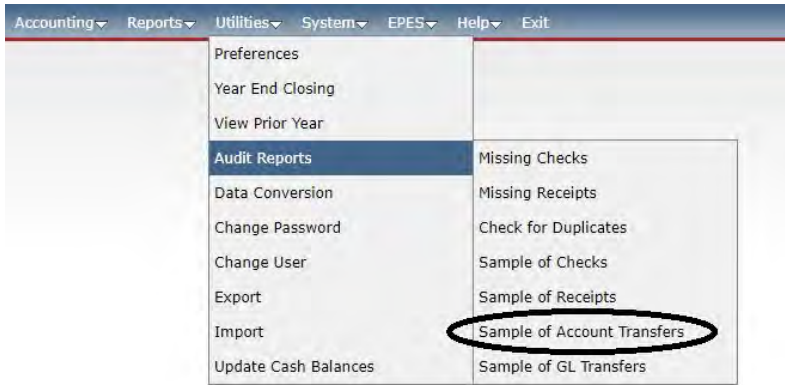 Accounting Reports Utilities System EPES Help Exit
Preferences
Year End Closing
View Prior Year
Audit Reports
Data Conversion
Change Password
Change User
Export
Import
Update Cash Balances
Missing Checks
Missing Receipts
Check for Duplicates
Sample of Checks
Sample of Receipts
Sample of Account Transfers
Sample of GL Transfers